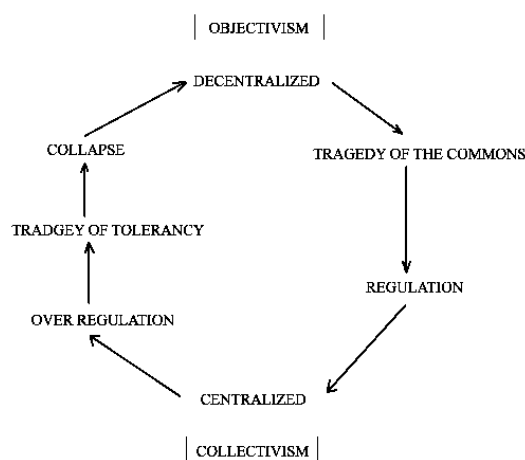 OBJECTIVISM
DECENTRALIZED
COLLAPSE
TRAGEDY OF THE COMMONS
TRADGEY OF TOLERANCY
REGULATION
OVER REGULATION
CENTRALIZED
COLLECTIVISM